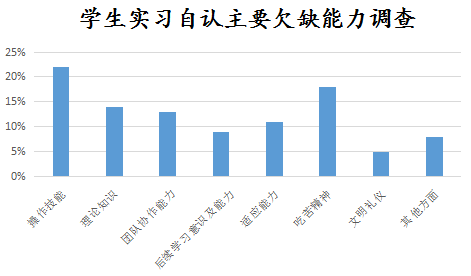 学生实习自认主要欠缺能力调查
25%
20%
15%
10%
5%
0%
操作技能
理论知识
团队协作能力
后续学习意识及能力
适应能力
吃苦精神
文明礼仪
其他方面